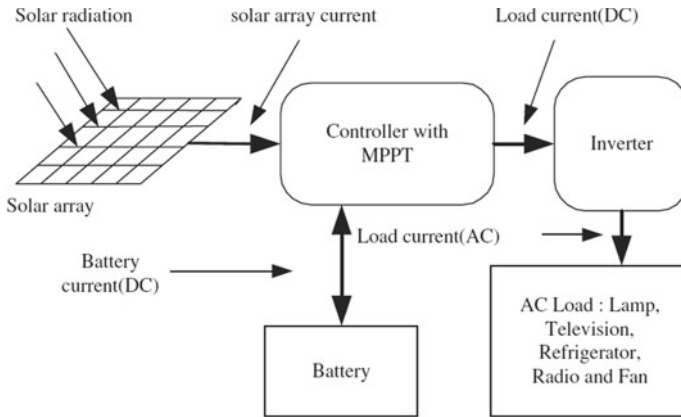 Solar radiation
solar array current
Load current(DC)
Controller with
MPPT
Inverter
Solar array
Load current(AC)
Battery
current(DC)
AC Load : Lamp,
Television,
Refrigerator,
Radio and Fan
Battery